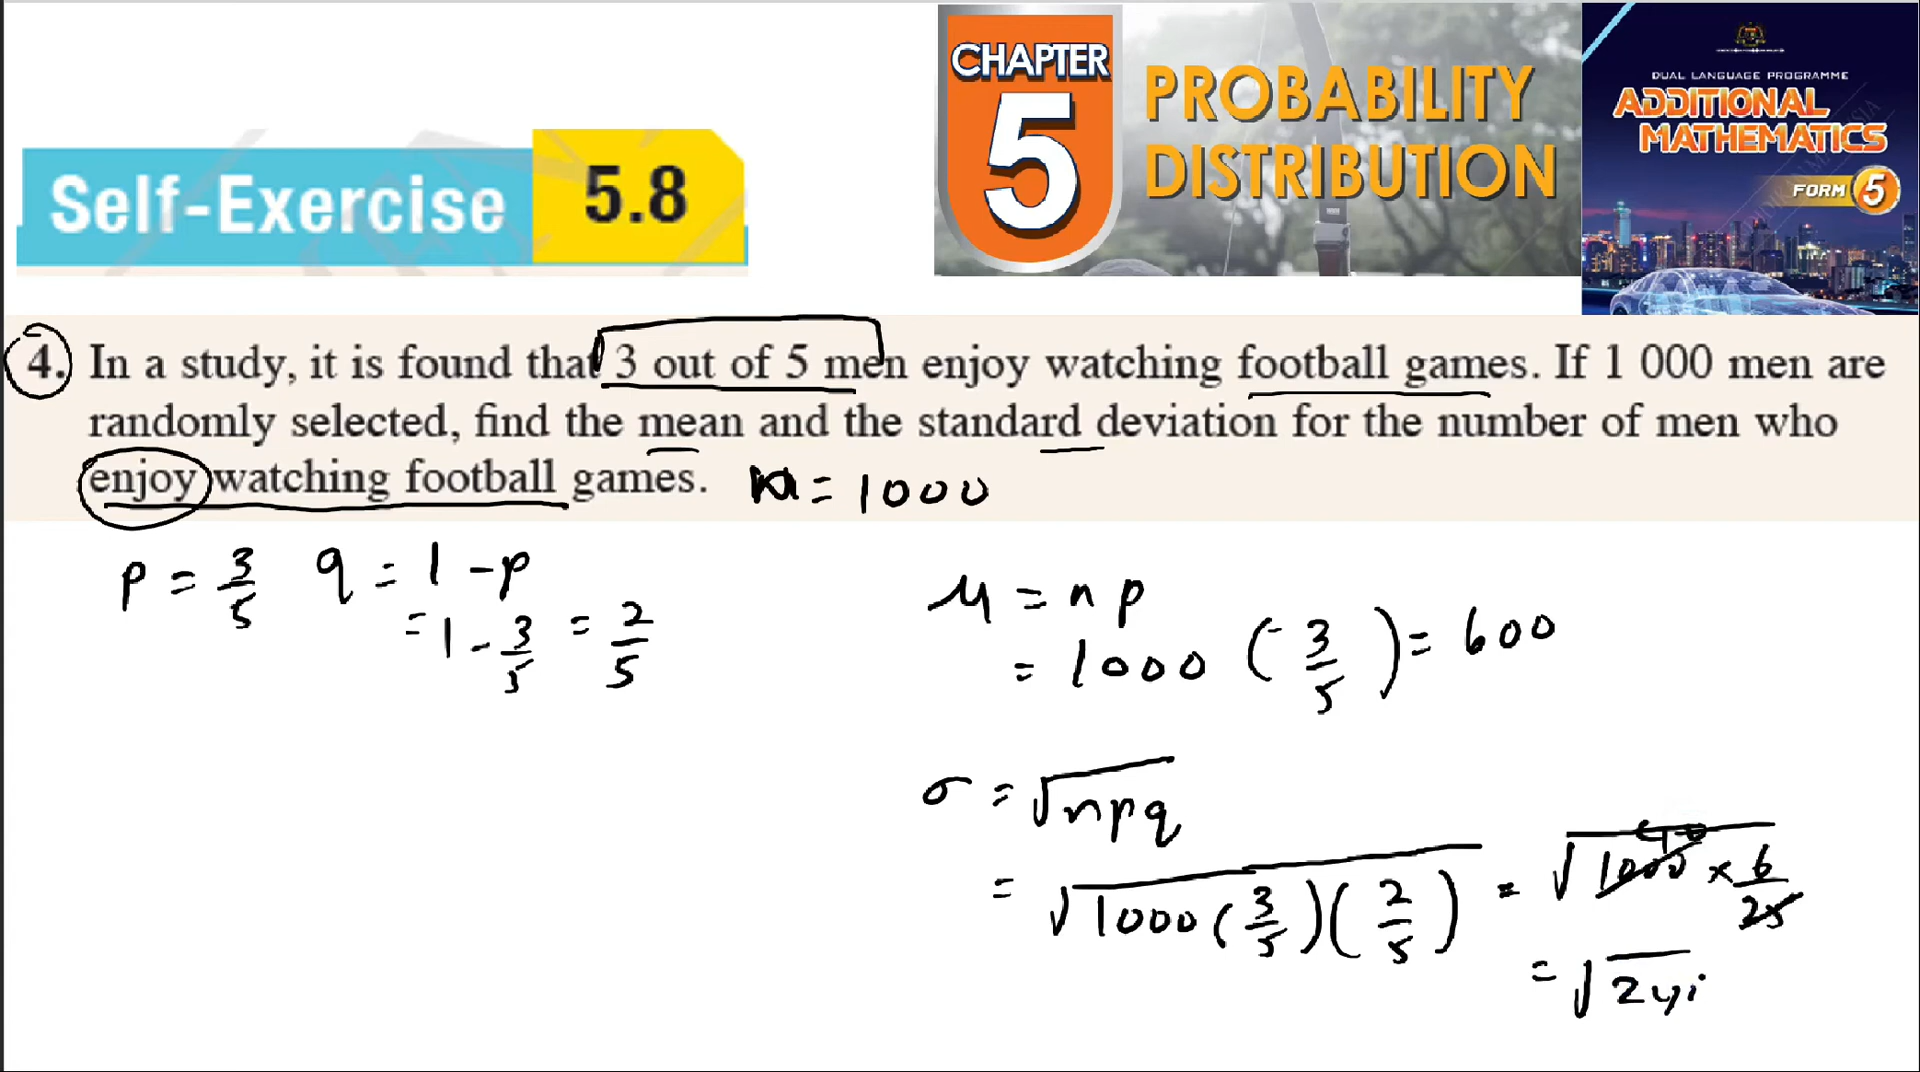 CHAPTER
5
PROBABILITY
DISTRIBUTION
DUAL LANGUAGE PROGRAMME
ADDITIONAL
MATHEMATICS
FORM 5
Self-Exercise 5.8
4. In a study, it is found that 3 out of 5 men enjoy watching football games. If 1 000 men are
randomly selected, find the mean and the standard deviation for the number of men who
enjoy watching football games. n = 1000
p = 3/5 q = 1 - p
= 1 - 3/5 = 2/5
μ = np
= 1000 (3/5) = 600
σ = √npq
= √1000(3/5)(2/5) = √1000 × 6/25
40